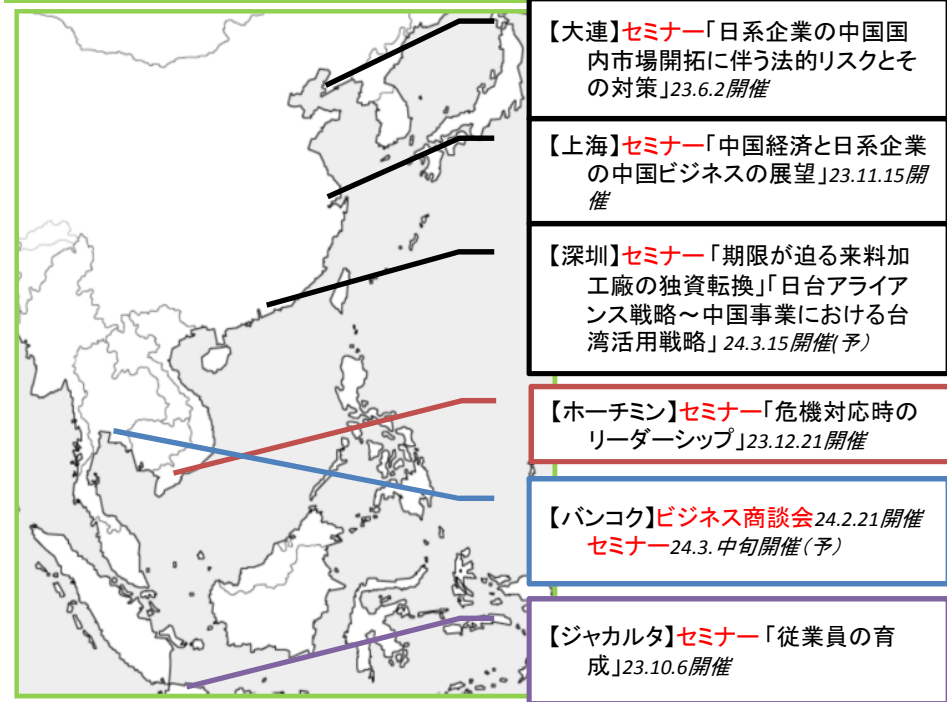 【大連】セミナー「日系企業の中国国
内市場開拓に伴う法的リスクとそ
の対策」23.6.2開催
【上海】セミナー「中国経済と日系企業
の中国ビジネスの展望」23.11.15開
催
【深圳】セミナー「期限が迫る来料加
工廠の独資転換」「日台アライア
ンス戦略～中国事業における台
湾活用戦略」 24.3.15開催(予）
【ホーチミン】セミナー「危機対応時の
リーダーシップ」23.12.21開催
【バンコク】ビジネス商談会24.2.21開催
セミナー24.3.中旬開催（予）
【ジャカルタ】セミナー「従業員の育
成」23.10.6開催